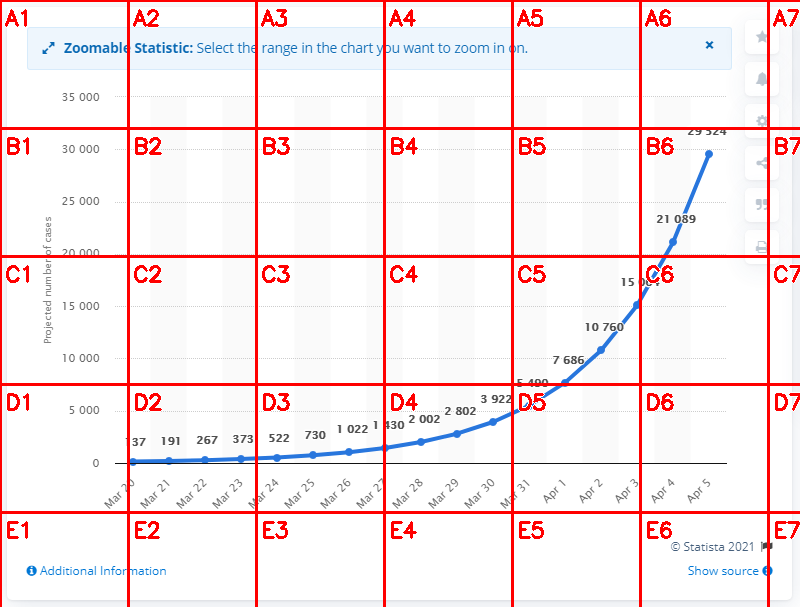 A1 A2 A3 A4 A5 A6 A7
Zoomable Statistic: Select the range in the chart you want to zoom in on.
35 000
B1 B2 B3 B4 B5 B6 B7
29 524
30 000
25 000
21 089
20 000
Projected number of cases
C1 C2 C3 C4 C5 C6 C7
15 000
10 760
10 000
7 686
5 490
D1 D2 D3 D4 D5 D6 D7
3 922
5 000
2 802
2 002
1 430
1 022
730
522
373
267
191
0
Mar 20 Mar 21 Mar 22 Mar 23 Mar 24 Mar 25 Mar 26 Mar 27 Mar 28 Mar 29 Mar 30 Mar 31 Apr 1 Apr 2 Apr 3 Apr 4 Apr 5
E1 E2 E3 E4 E5 E6 E7
© Statista 2021
Additional Information
Show source